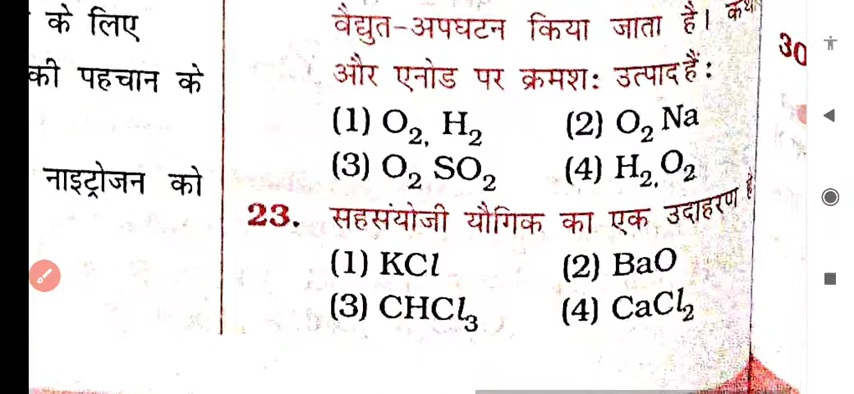 के लिए
की पहचान के
नाइट्रोजन को
वैद्युत-अपघटन किया जाता है।
और एनोड पर क्रमशः उत्पाद हैं :
(1) O₂, H₂ (2) O₂ Na
(3) O₂ SO₂ (4) H₂, O₂
23. सहसंयोजी यौगिक का एक उदाहरण है
(1) KCl (2) BaO
(3) CHCl₃ (4) CaCl₂
30